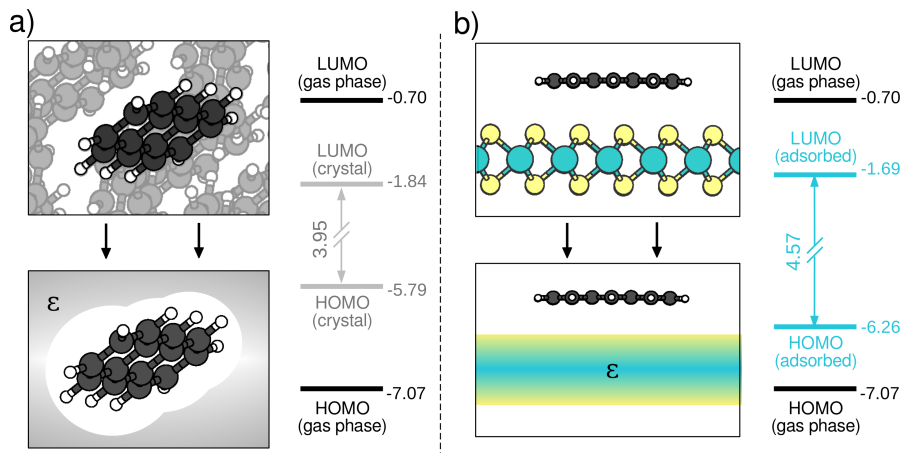 a)
LUMO
(gas phase)
-0.70
LUMO
(crystal)
-1.84
3.95
-5.79
HOMO
(crystal)
-7.07
HOMO
(gas phase)
ε
b)
LUMO
(gas phase)
-0.70
LUMO
(adsorbed)
-1.69
4.57
-6.26
HOMO
(adsorbed)
-7.07
HOMO
(gas phase)
ε